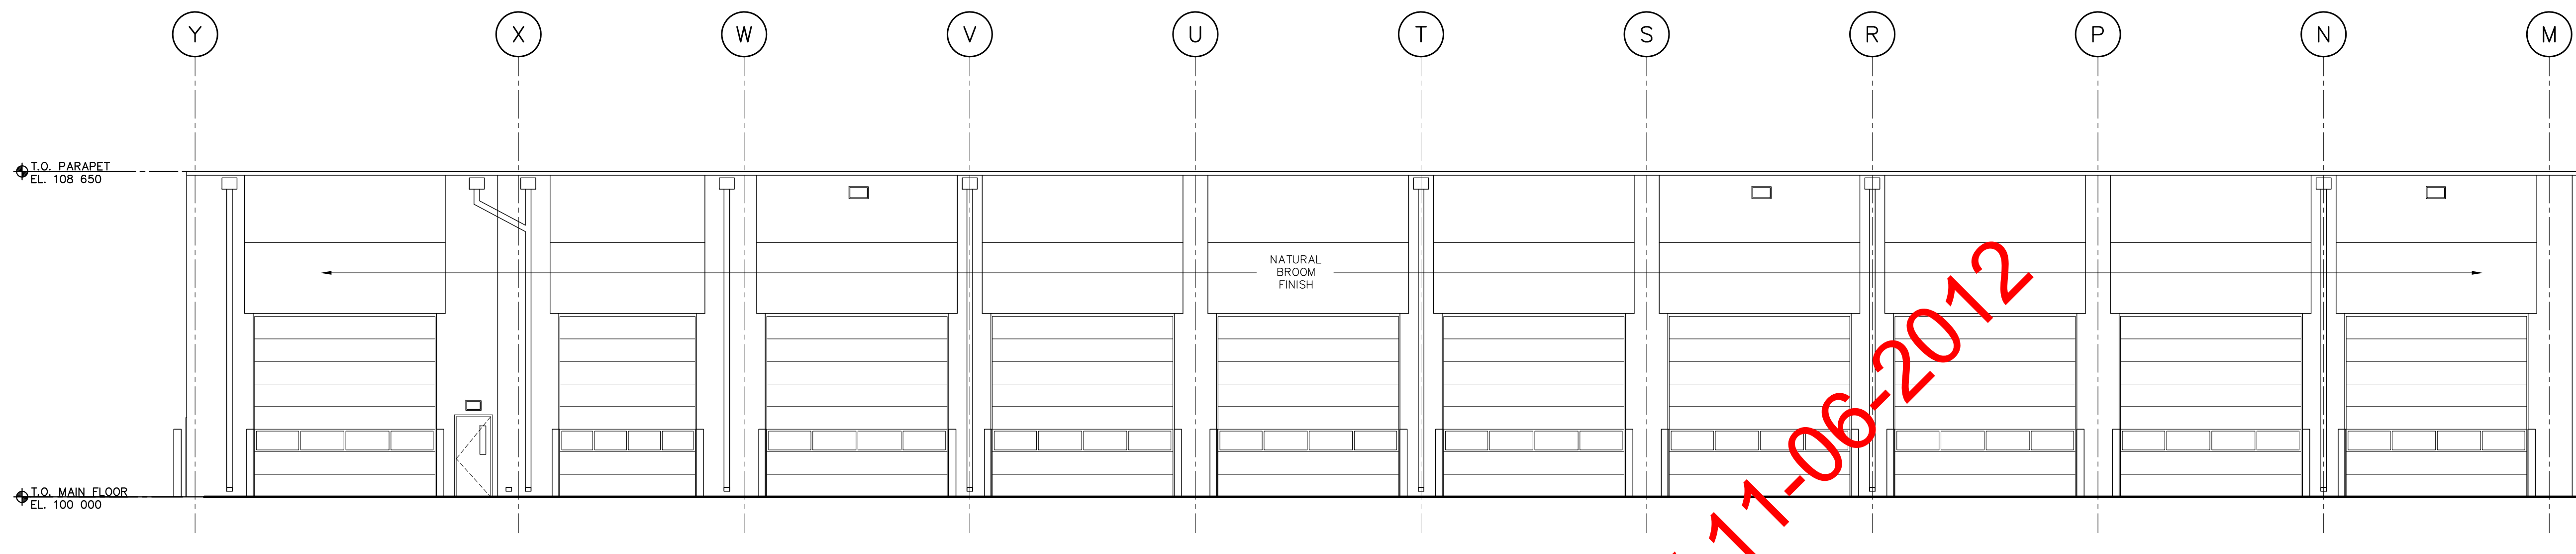 Y X W V U T S R P N M
T.O. PARAPET
EL. 108 650
NATURAL
BROOM
FINISH
11-06-2012
T.O. MAIN FLOOR
EL. 100 000